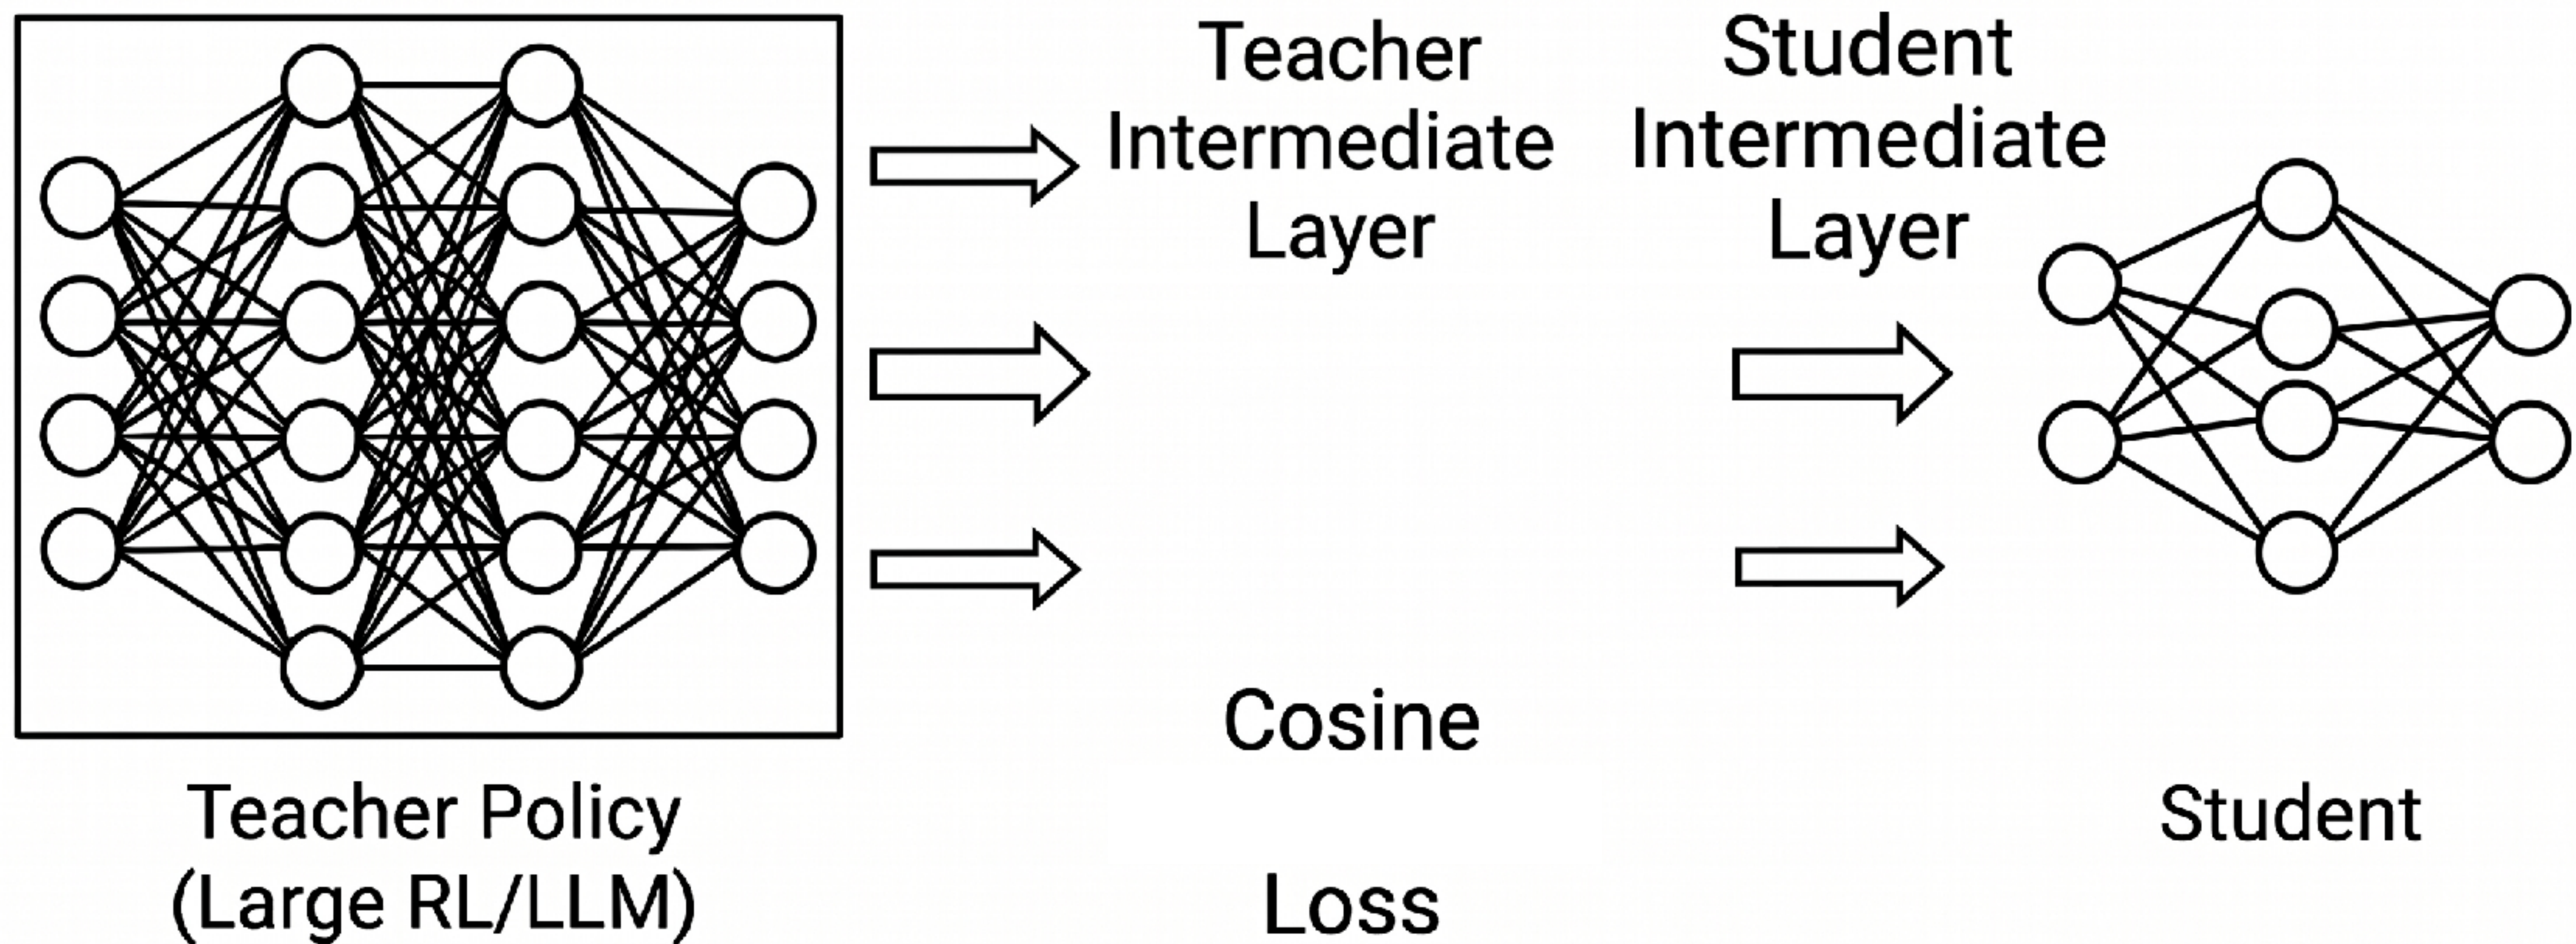 Teacher
Intermediate
Layer
Student
Intermediate
Layer
Teacher Policy
(Large RL/LLM)
Cosine
Loss
Student